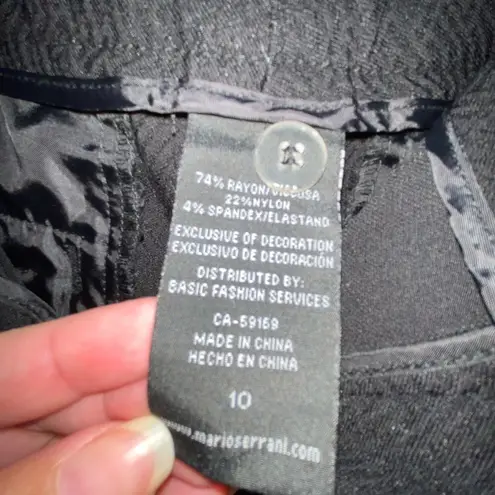 74% RAYON/VISCOSA
22% NYLON
4% SPANDEX/ELASTANO
EXCLUSIVE OF DECORATION
EXCLUSIVO DE DECORACIÓN
DISTRIBUTED BY:
BASIC FASHION SERVICES
CA-59169
MADE IN CHINA
HECHO EN CHINA
10
www.marioserrani.com